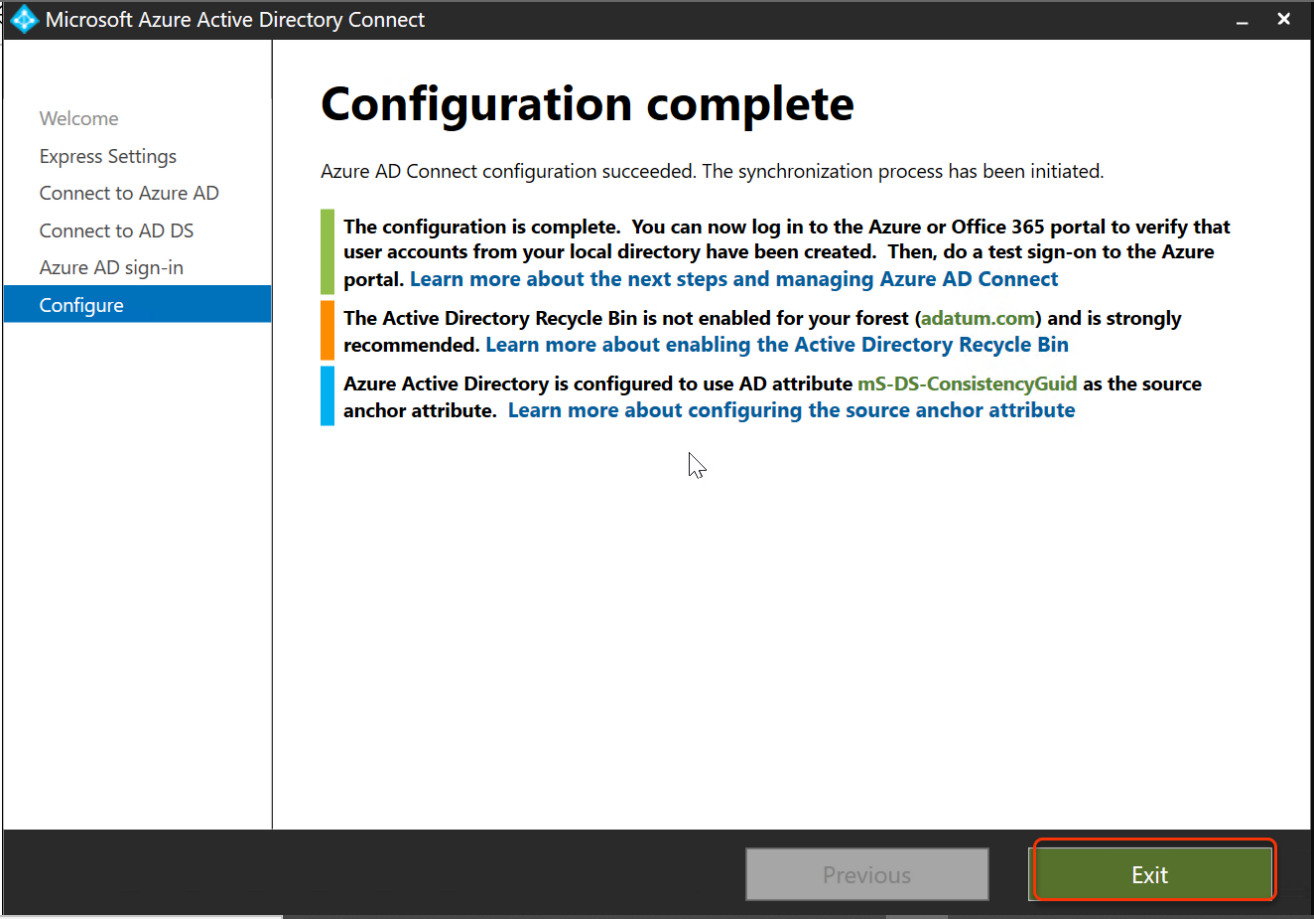 Microsoft Azure Active Directory Connect
Welcome
Express Settings
Connect to Azure AD
Connect to AD DS
Azure AD sign-in
Configure
Configuration complete
Azure AD Connect configuration succeeded. The synchronization process has been initiated.
The configuration is complete.  You can now log in to the Azure or Office 365 portal to verify that
user accounts from your local directory have been created.  Then, do a test sign-on to the Azure
portal. Learn more about the next steps and managing Azure AD Connect
The Active Directory Recycle Bin is not enabled for your forest (adatum.com) and is strongly
recommended. Learn more about enabling the Active Directory Recycle Bin
Azure Active Directory is configured to use AD attribute mS-DS-ConsistencyGuid as the source
anchor attribute.  Learn more about configuring the source anchor attribute
Previous
Exit